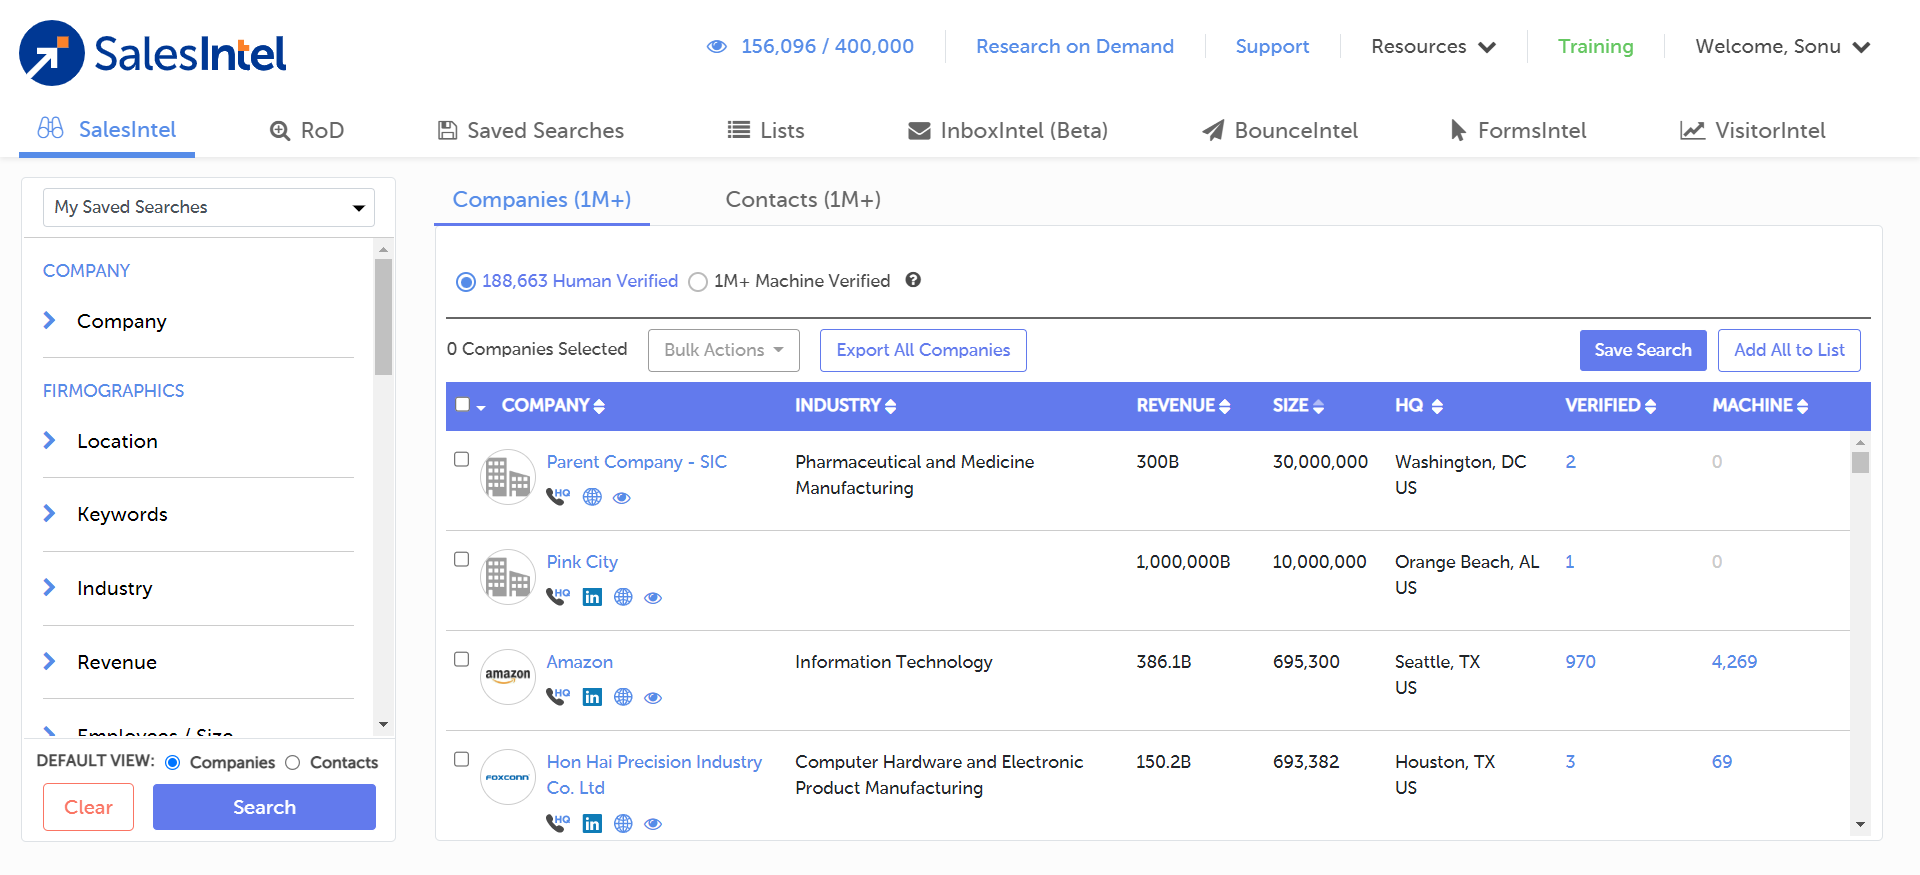 SalesIntel
156,096 / 400,000
Research on Demand
Support
Resources
Training
Welcome, Sonu
SalesIntel
RoD
Saved Searches
Lists
InboxIntel (Beta)
BounceIntel
FormsIntel
VisitorIntel
My Saved Searches
COMPANY
Company
FIRMOGRAPHICS
Location
Keywords
Industry
Revenue
Employees / Size
DEFAULT VIEW: Companies Contacts
Clear
Search
Companies (1M+)
Contacts (1M+)
188,663 Human Verified
1M+ Machine Verified
?
0 Companies Selected
Bulk Actions
Export All Companies
Save Search
Add All to List
COMPANY INDUSTRY REVENUE SIZE HQ VERIFIED MACHINE
Parent Company - SIC
HQ
Pharmaceutical and Medicine
Manufacturing
300B
30,000,000
Washington, DC
US
2
0
Pink City
HQ
in
1,000,000B
10,000,000
Orange Beach, AL
US
1
0
amazon
Amazon
HQ
in
Information Technology
386.1B
695,300
Seattle, TX
US
970
4,269
FOXCONN
Hon Hai Precision Industry
Co. Ltd
HQ
in
Computer Hardware and Electronic
Product Manufacturing
150.2B
693,382
Houston, TX
US
3
69